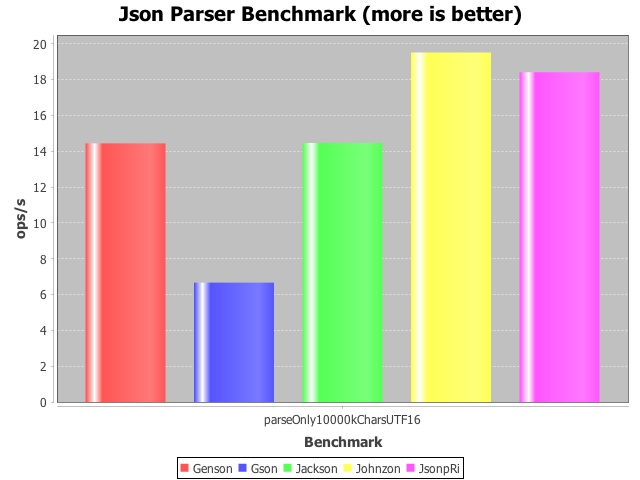 Json Parser Benchmark (more is better)
20
18
16
14
12
10
8
6
4
2
0
ops/s
parseOnly10000kCharsUTF16
Benchmark
Genson Gson Jackson Johnzon JsonpRi